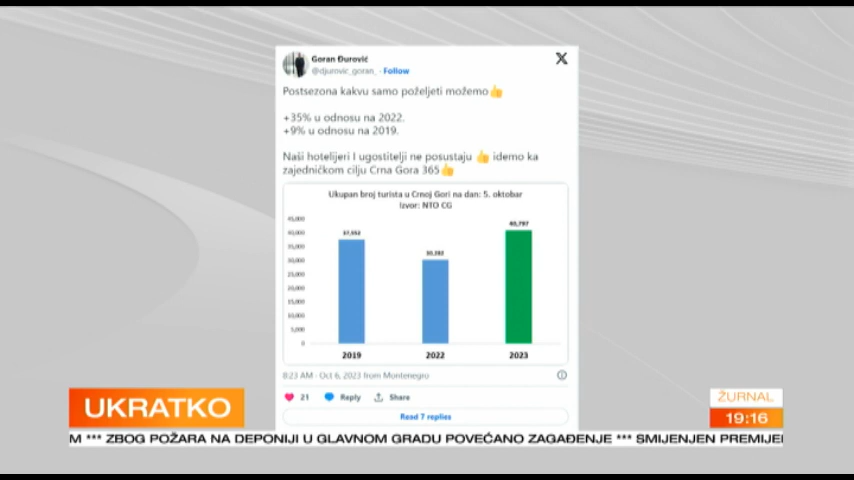 Goran Đurović
@djurovic_goran_ · Follow
Postsezona kakvu samo poželjeti možemo👍
+35% u odnosu na 2022.
+9% u odnosu na 2019.
Naši hotelijeri I ugostitelji ne posustaju 👍 idemo ka
zajedničkom cilju Crna Gora 365👍
Ukupan broj turista u Crnoj Gori na dan: 5. oktobar
Izvor: NTO CG
45,000
40,000
35,000
30,000
25,000
20,000
15,000
10,000
5,000
0
37,552
30,282
40,797
2019 2022 2023
8:23 AM · Oct 6, 2023 from Montenegro
21 Reply Share
Read 7 replies
UKRATKO
ŽURNAL
19:16
M *** ZBOG POŽARA NA DEPONIJI U GLAVNOM GRADU POVEĆANO ZAGAĐENJE *** SMIJENJEN PREMIJE